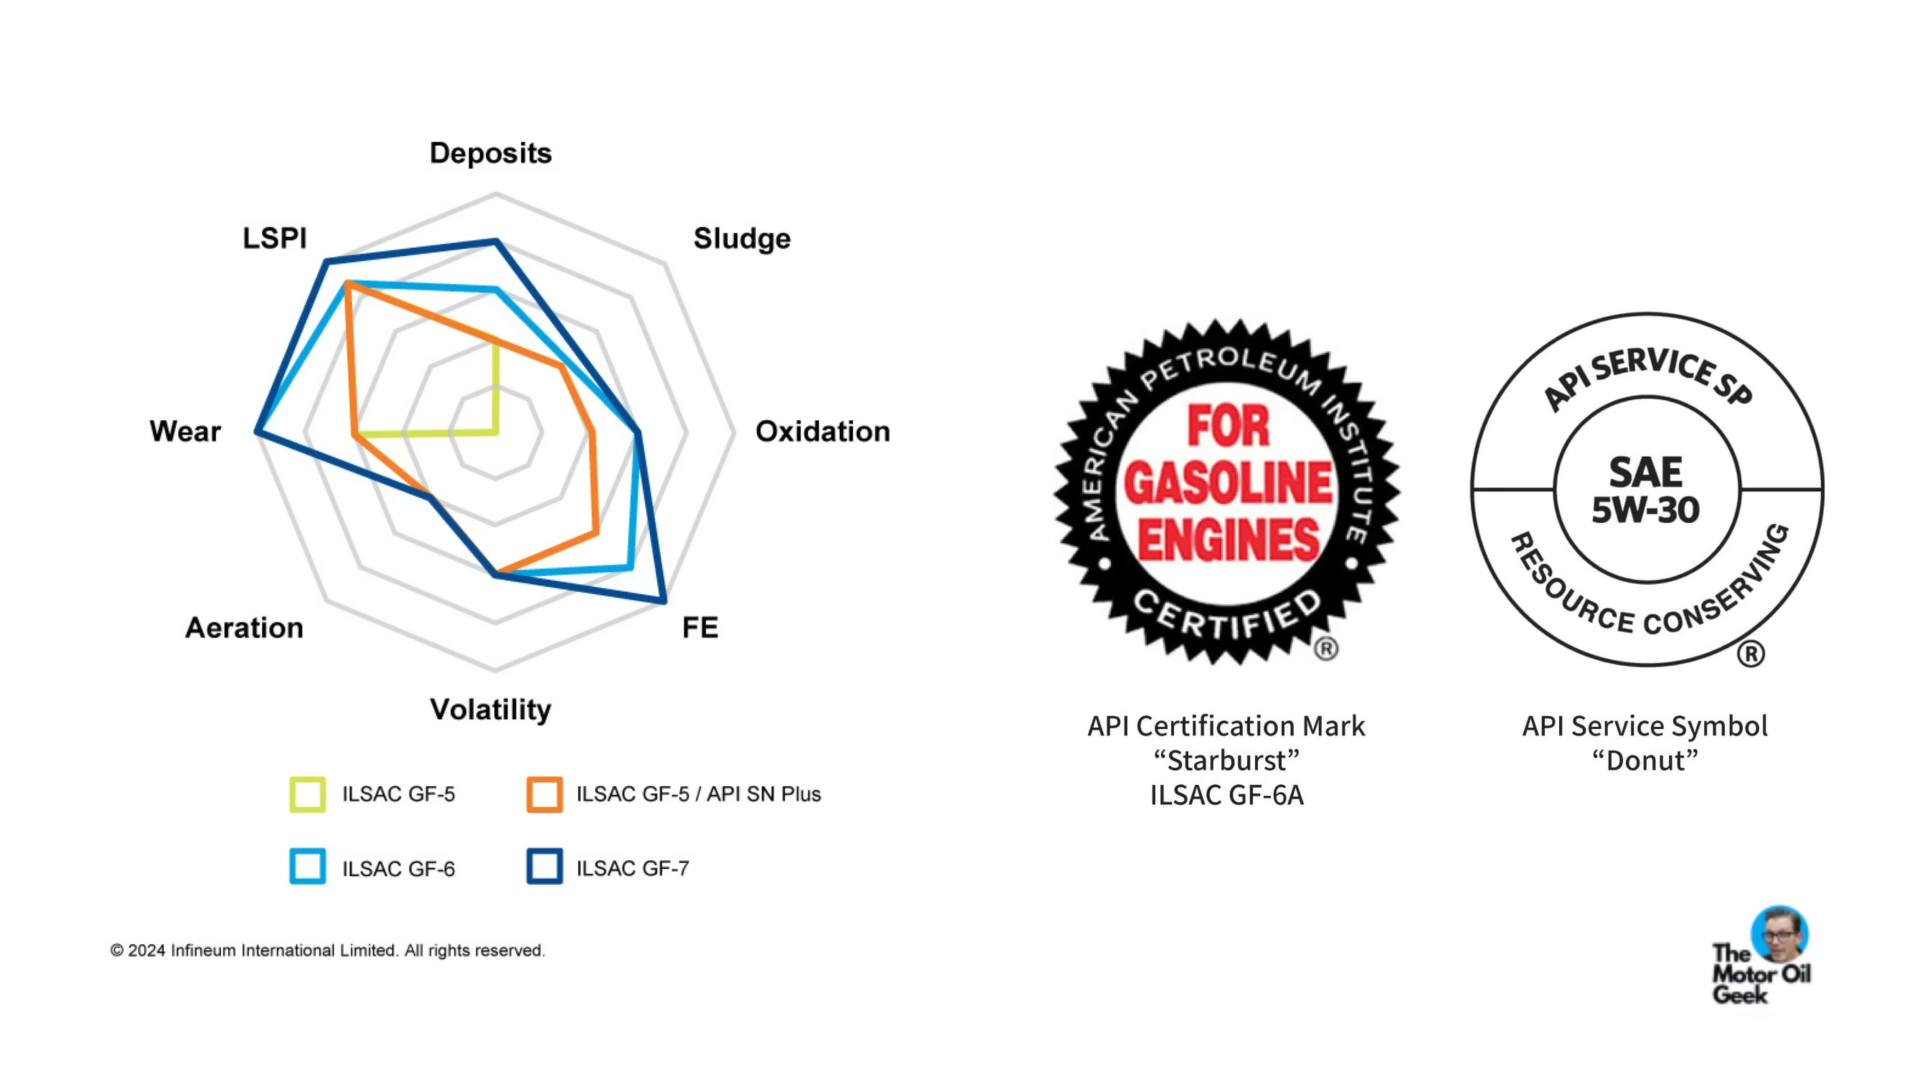 Deposits
LSPI
Sludge
Wear
Oxidation
Aeration
FE
Volatility
ILSAC GF-5
ILSAC GF-5 / API SN Plus
ILSAC GF-6
ILSAC GF-7
© 2024 Infineum International Limited. All rights reserved.
AMERICAN PETROLEUM INSTITUTE
FOR
GASOLINE
ENGINES
• CERTIFIED •
®
API Certification Mark
“Starburst”
ILSAC GF-6A
API SERVICE SP
SAE
5W-30
RESOURCE CONSERVING
®
API Service Symbol
“Donut”
The
Motor Oil
Geek